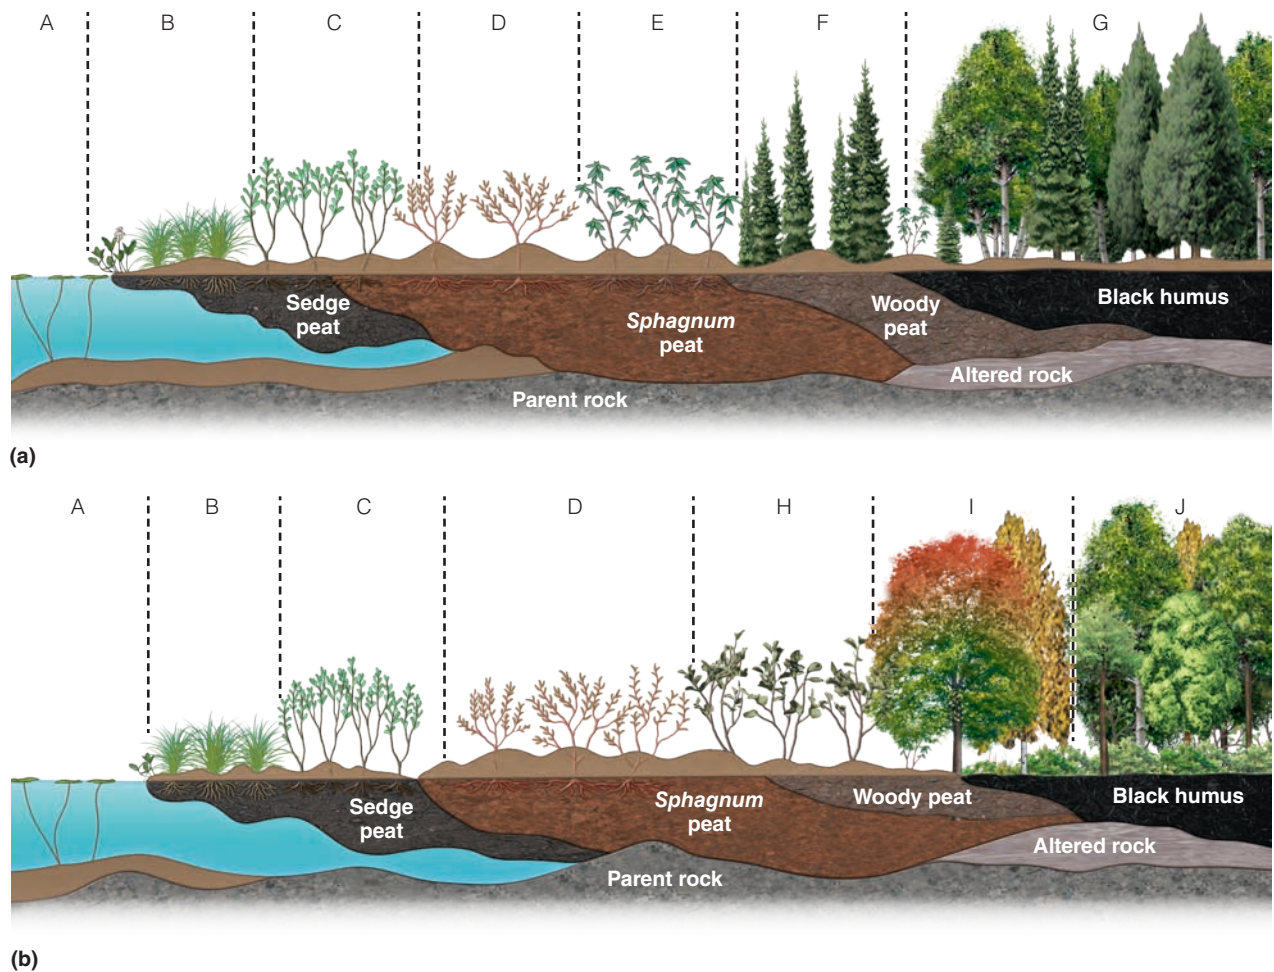 A B C D E F G
Sedge
peat
Sphagnum
peat
Woody
peat
Black humus
Altered rock
Parent rock
(a)
A B C D H I J
Sedge
peat
Sphagnum
peat
Woody peat
Black humus
Altered rock
Parent rock
(b)